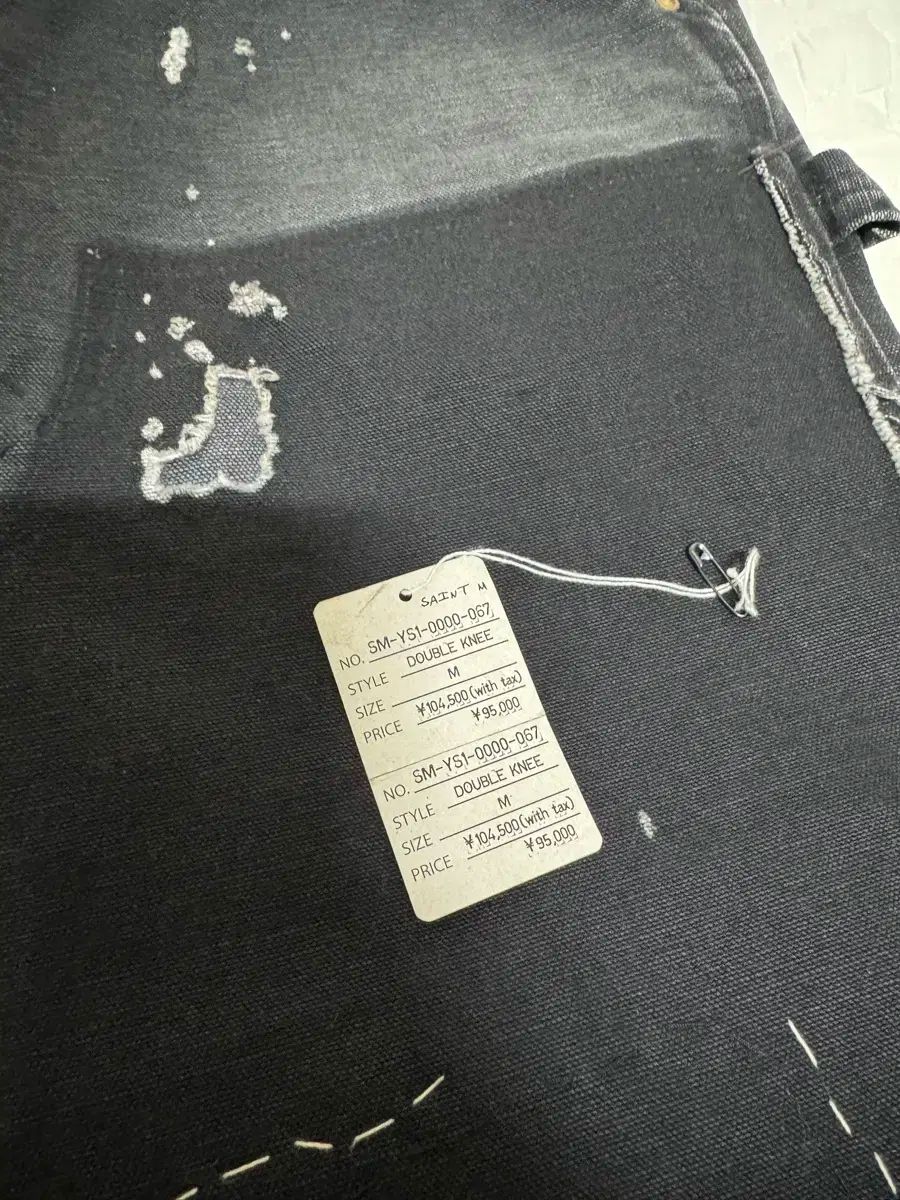 SAINT M
NO. SM-YS1-0000-067
STYLE DOUBLE KNEE
SIZE M
PRICE ¥104,500(with tax)
¥95,000
NO. SM-YS1-0000-067
STYLE DOUBLE KNEE
SIZE M
PRICE ¥104,500(with tax)
¥95,000